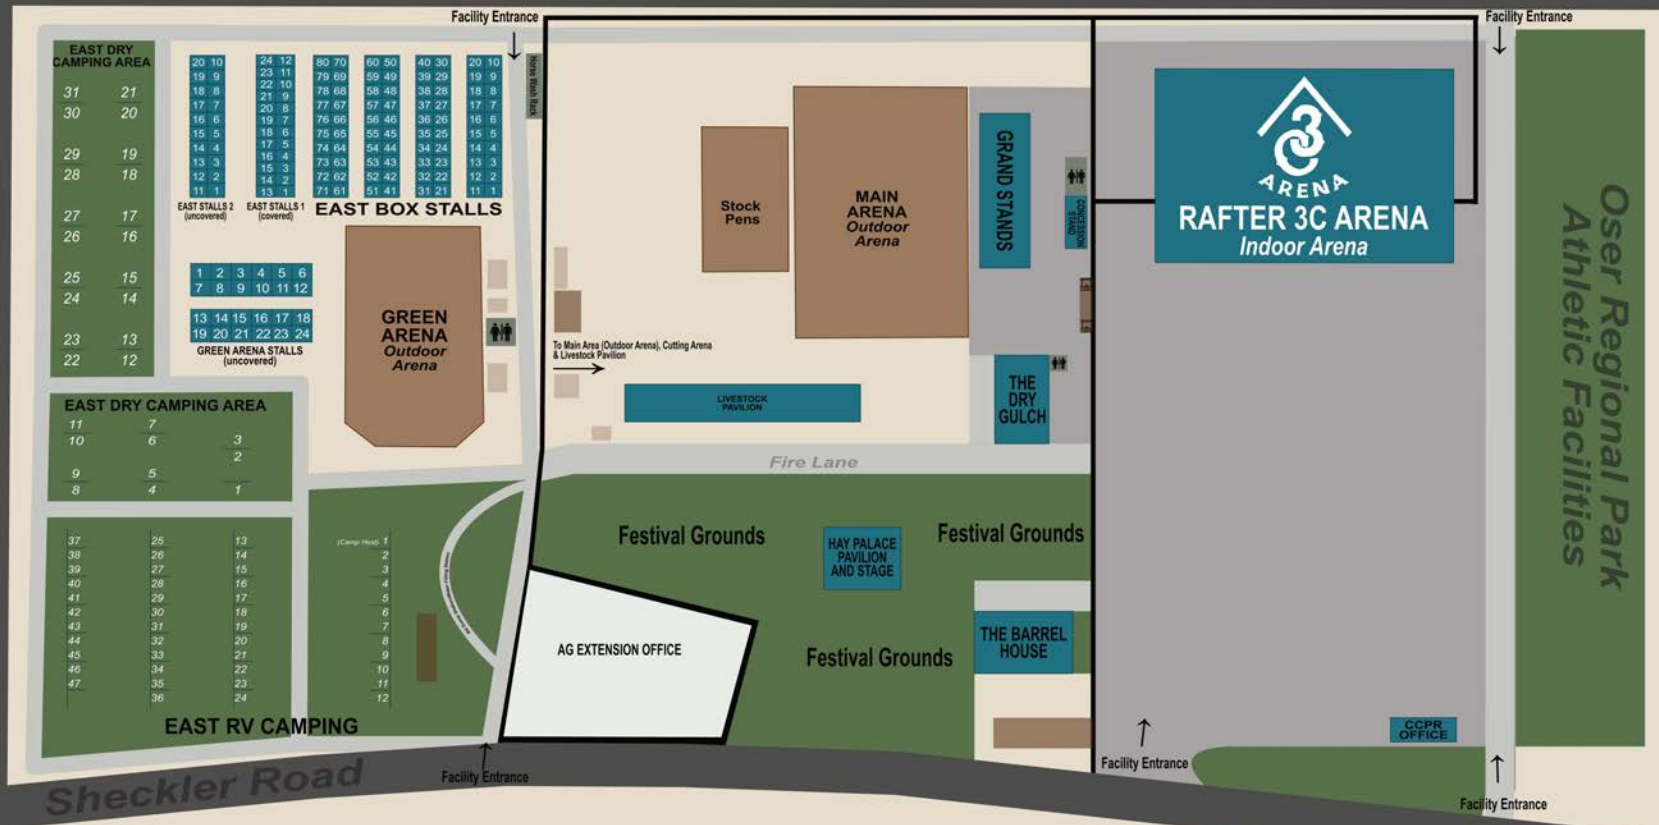 Facility Entrance
Facility Entrance
EAST DRY
CAMPING AREA
31 21
30 20
29 19
28 18
27 17
26 16
25 15
24 14
23 13
22 12
20 10
19 9
18 8
17 7
16 6
15 5
14 4
13 3
12 2
11 1
EAST STALLS 2
(uncovered)
24 12
23 11
22 10
21 9
20 8
19 7
18 6
17 5
16 4
15 3
14 2
13 1
EAST STALLS 1
(covered)
80 70 60 50 40 30 20 10
79 69 59 49 39 29 19 9
78 68 58 48 38 28 18 8
77 67 57 47 37 27 17 7
76 66 56 46 36 26 16 6
75 65 55 45 35 25 15 5
74 64 54 44 34 24 14 4
73 63 53 43 33 23 13 3
72 62 52 42 32 22 12 2
71 61 51 41 31 21 11 1
EAST BOX STALLS
Horse Wash Rack
1 2 3 4 5 6
7 8 9 10 11 12
13 14 15 16 17 18
19 20 21 22 23 24
GREEN ARENA STALLS
(uncovered)
GREEN
ARENA
Outdoor
Arena
Stock
Pens
MAIN
ARENA
Outdoor
Arena
GRAND STANDS
CONCESSION
STAND
3C
ARENA
RAFTER 3C ARENA
Indoor Arena
Oser Regional Park
Athletic Facilities
To Main Area (Outdoor Arena), Cutting Arena
& Livestock Pavilion
LIVESTOCK
PAVILION
THE
DRY
GULCH
Fire Lane
EAST DRY CAMPING AREA
11 7
10 6 3
2
9 5
8 4 1
37 25 13
38 26 14
39 27 15
40 28 16
41 29 17
42 30 18
43 31 19
44 32 20
45 33 21
46 34 22
47 35 23
36 24
(Camp Host) 1
2
3
4
5
6
7
8
9
10
11
12
EAST RV CAMPING
Festival Grounds
Festival Grounds
HAY PALACE
PAVILION
AND STAGE
AG EXTENSION OFFICE
Festival Grounds
THE BARREL
HOUSE
CCPR
OFFICE
Facility Entrance
Facility Entrance
Facility Entrance
Sheckler Road